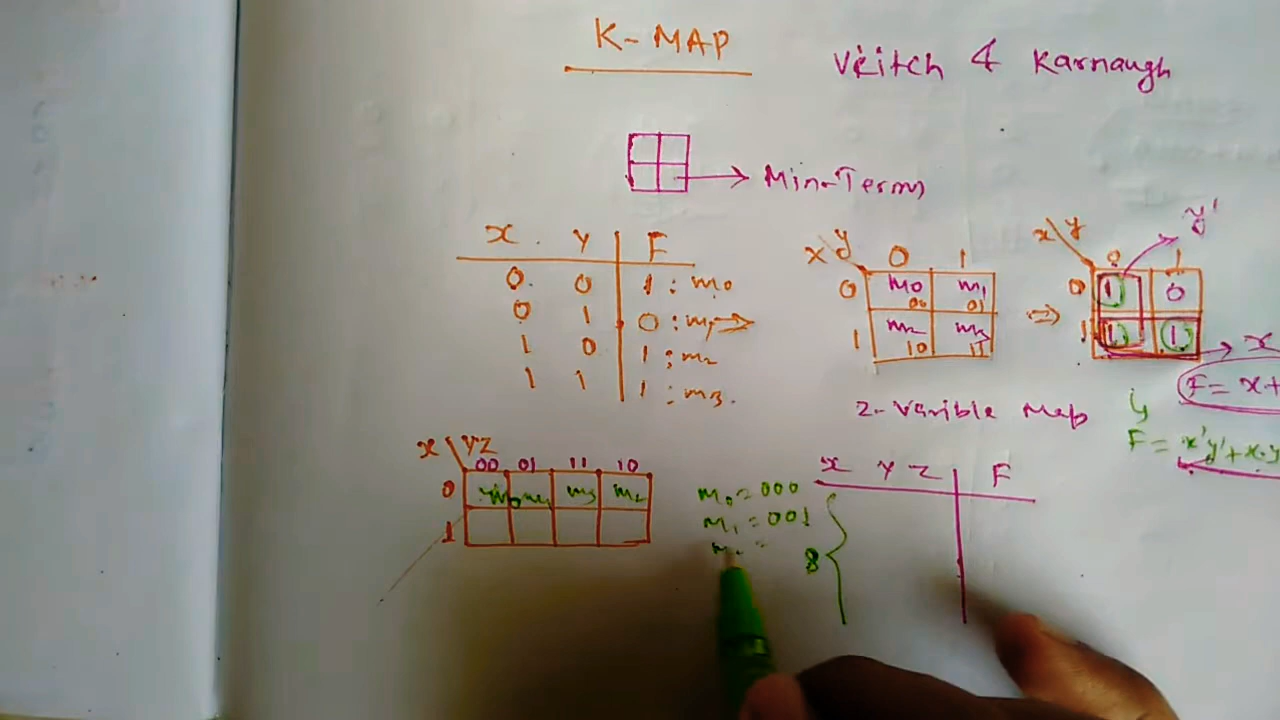 K-MAP
Veitch & Karnaugh
Min-Term
x y F
0 0 1 : m0
0 1 0 : m1
1 0 1 : m2
1 1 1 : m3.
x y 0 1
0 m0 00 m1 01
1 m2 10 m3 11
2-Varible Map
x y 0 1
0 1 0
1 1 1
y'
x
F = x+
F = x'y'+x.y
x yz
00 01 11 10
0 m0 m1 m3 m2
1
m0 = 000
m1 = 001
m2 =
8
x y z F